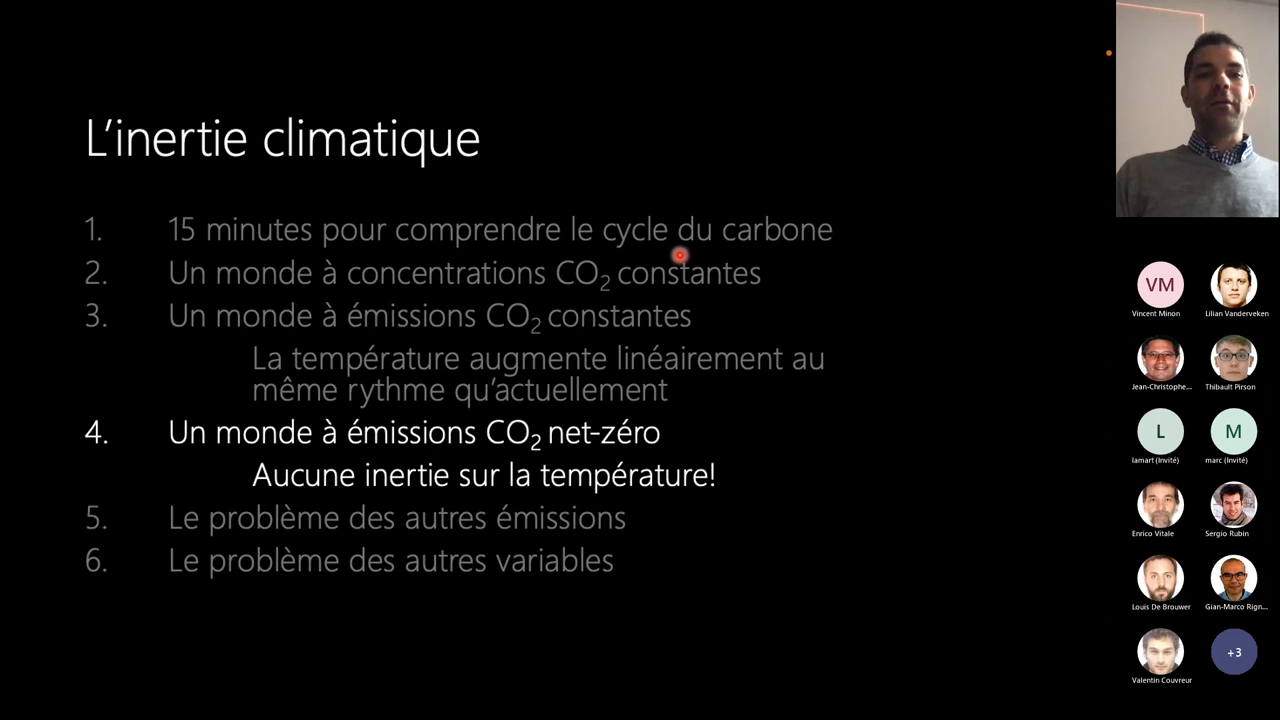 L'inertie climatique
1. 15 minutes pour comprendre le cycle du carbone
2. Un monde à concentrations CO₂ constantes
3. Un monde à émissions CO₂ constantes
La température augmente linéairement au
même rythme qu'actuellement
4. Un monde à émissions CO₂ net-zéro
Aucune inertie sur la température!
5. Le problème des autres émissions
6. Le problème des autres variables
VM
Vincent Minon
Lilian Vanderveken
Jean-Christophe...
Thibault Pirson
L
M
lamart (Invité)
marc (Invité)
Enrico Vitale
Sergio Rubin
Louis De Brouwer
Gian-Marco Rign...
Valentin Couvreur
+3